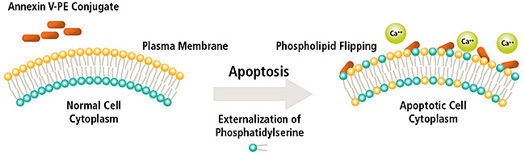 Annexin V-PE Conjugate
Plasma Membrane
Normal Cell
Cytoplasm
Apoptosis
Externalization of
Phosphatidylserine
Phospholipid Flipping
Ca⁺⁺
Ca⁺⁺
Ca⁺⁺
Apoptotic Cell
Cytoplasm